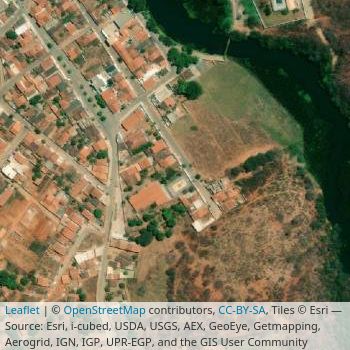 Leaflet | © OpenStreetMap contributors, CC-BY-SA, Tiles © Esri —
Source: Esri, i-cubed, USDA, USGS, AEX, GeoEye, Getmapping,
Aerogrid, IGN, IGP, UPR-EGP, and the GIS User Community